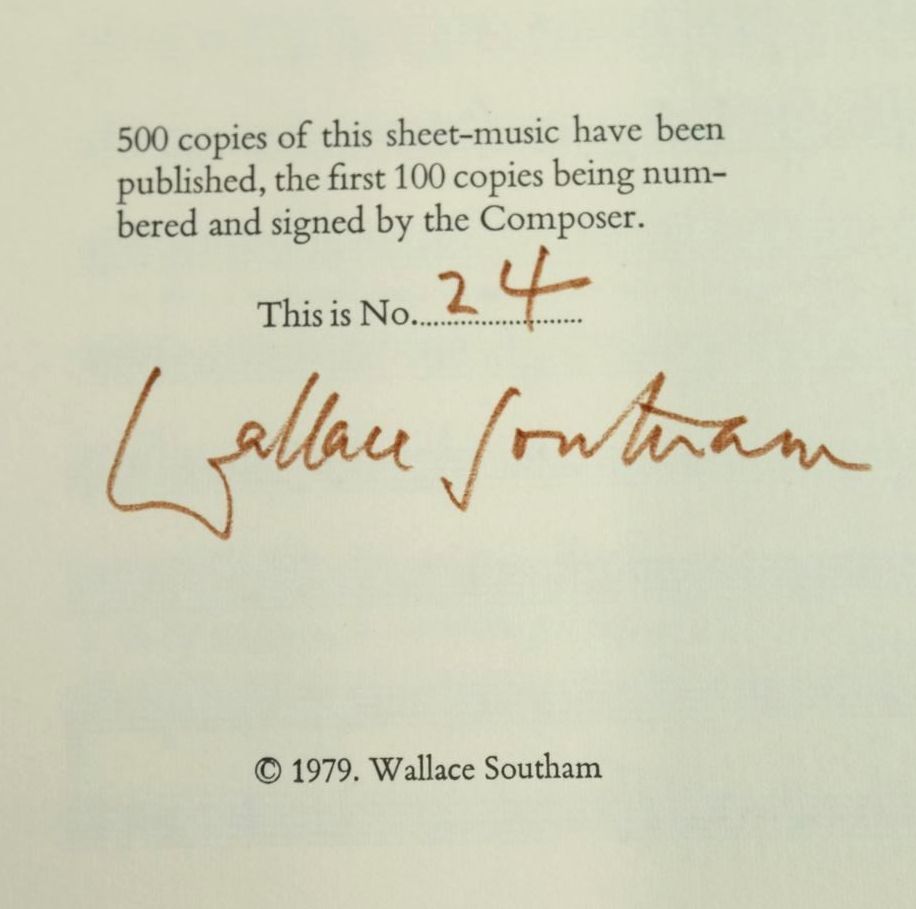 500 copies of this sheet-music have been
published, the first 100 copies being num-
bered and signed by the Composer.
This is No.......................... 24
Wallace Southam
© 1979. Wallace Southam